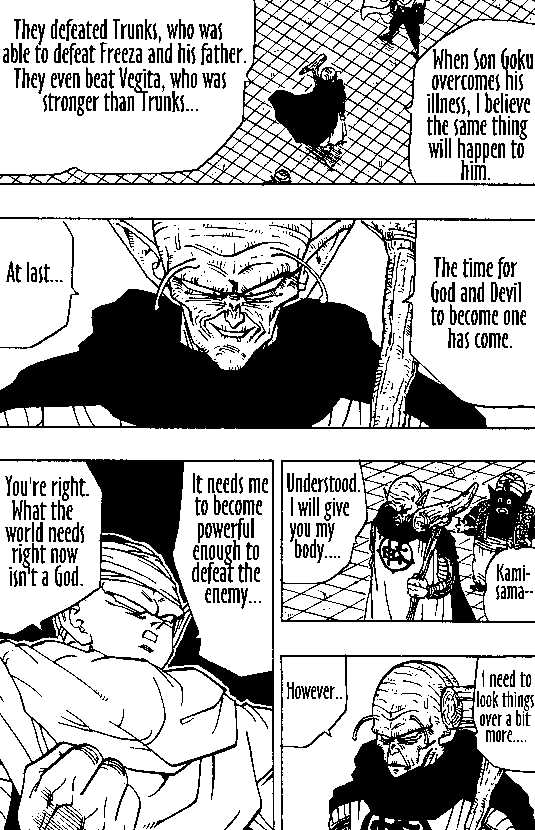 They defeated Trunks, who was
able to defeat Freeza and his father.
They even beat Vegita, who was
stronger than Trunks...
When Son Goku
overcomes his
illness, I believe
the same thing
will happen to
him.
At last...
The time for
God and Devil
to become one
has come.
You're right.
What the
world needs
right now
isn't a God.
It needs me
to become
powerful
enough to
defeat the
enemy...
Understood.
I will give
you my
body....
Kami-
sama--
However...
I need to
look things
over a bit
more....